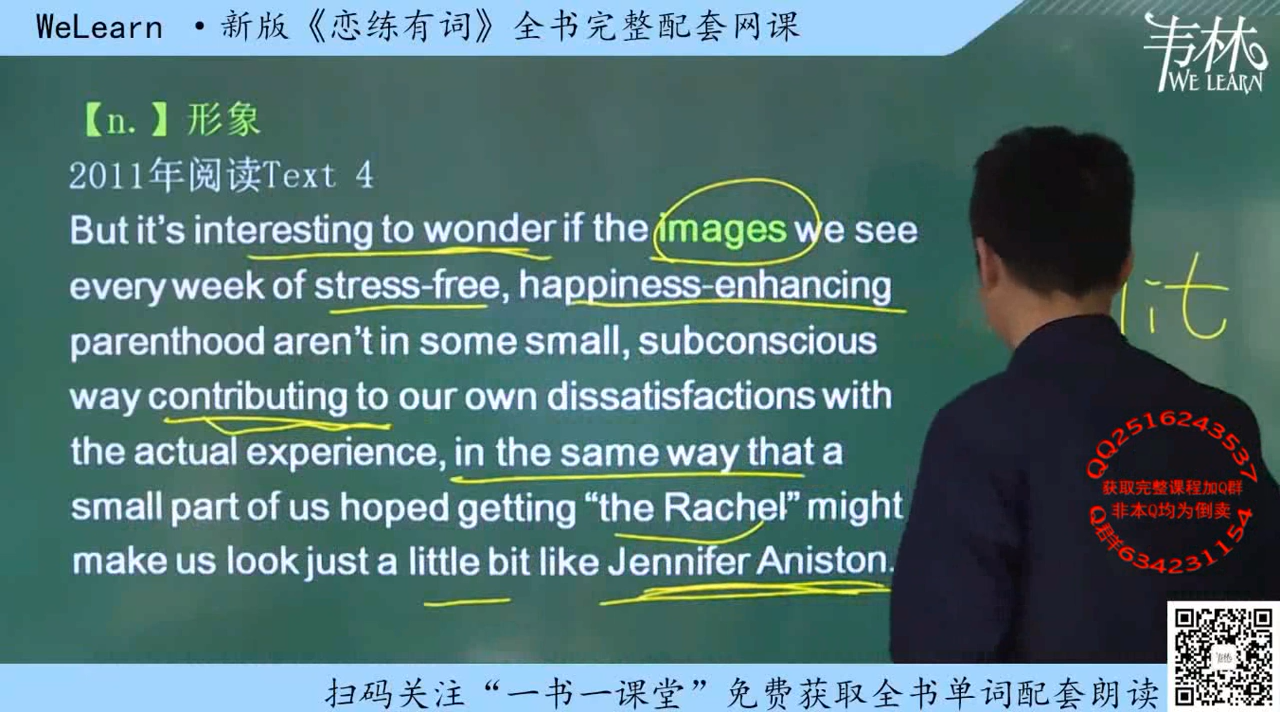 WeLearn ·新版《恋练有词》全书完整配套网课
韦林
WE LEARN
【n.】形象
2011年阅读Text 4
But it's interesting to wonder if the images we see
every week of stress-free, happiness-enhancing
parenthood aren't in some small, subconscious
way contributing to our own dissatisfactions with
the actual experience, in the same way that a
small part of us hoped getting “the Rachel” might
make us look just a little bit like Jennifer Aniston.
lit
QQ2516243537
获取完整课程加Q群
非本Q均为倒卖
Q群634231154
扫码关注“一书一课堂”免费获取全书单词配套朗读